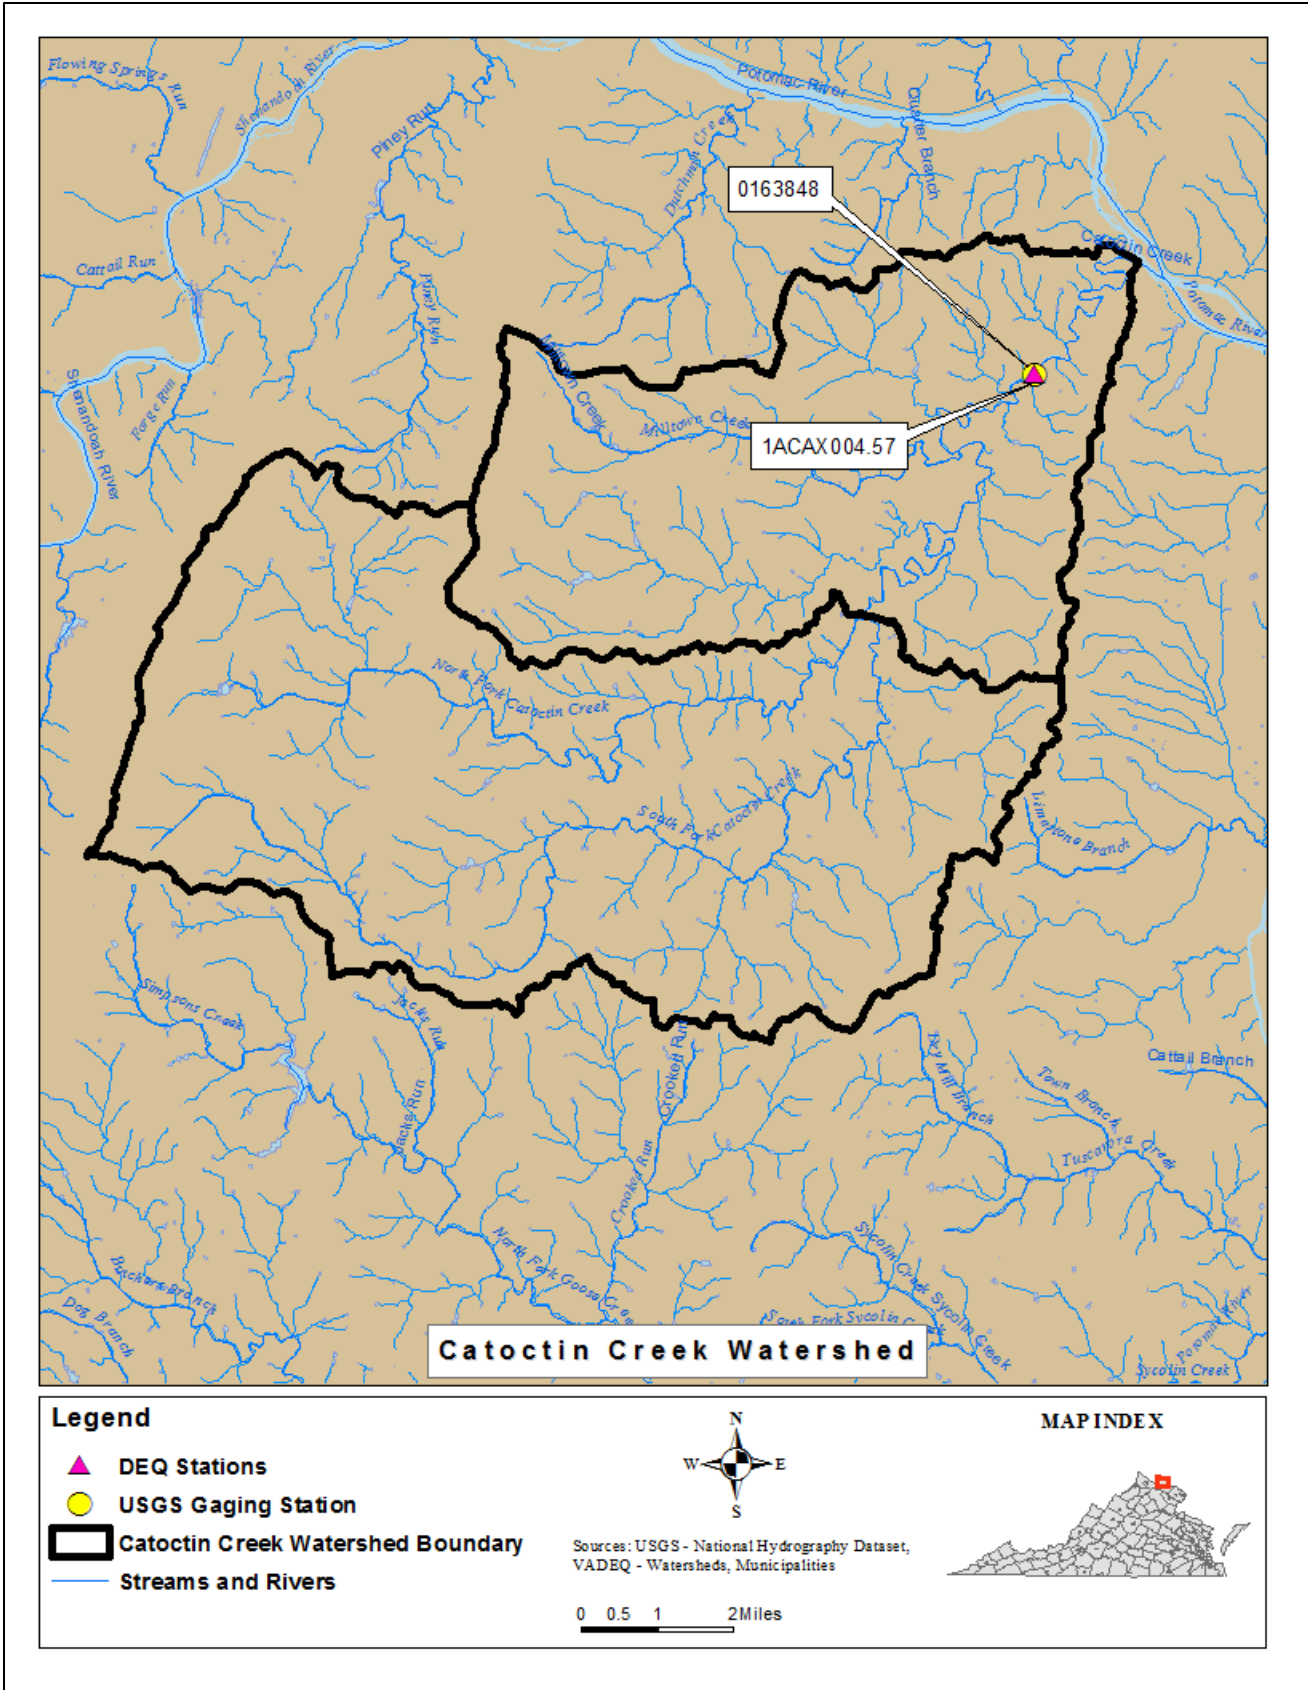 Flowing Springs Run
Shenandoah River
Potomac River
Piney Run
Quarter Branch
Dutchman Creek
0163848
Catoctin Creek
Cattail Run
Piney Run
Potomac River
Milltown Creek
Shenandoah River
Forge Run
Milltown Creek
1ACAX004.57
North Fork Catoctin Creek
South Fork Catoctin Creek
Limestone Branch
Simpsons Creek
Jacks Run
Crooked Run
Dry Mill Branch
Cattail Branch
Town Branch
Jacks Run
Tuscarora Creek
Crooked Run
North Fork Goose Creek
Sycolin Creek
Sycolin Creek
Butchers Branch
Dog Branch
South Fork Sycolin Creek
Potomac River
Sycolin Creek
Catoctin Creek Watershed
Legend
DEQ Stations
USGS Gaging Station
Catoctin Creek Watershed Boundary
Streams and Rivers
N
W E
S
Sources: USGS - National Hydrography Dataset,
VADEQ - Watersheds, Municipalities
0 0.5 1 2Miles
MAP INDEX